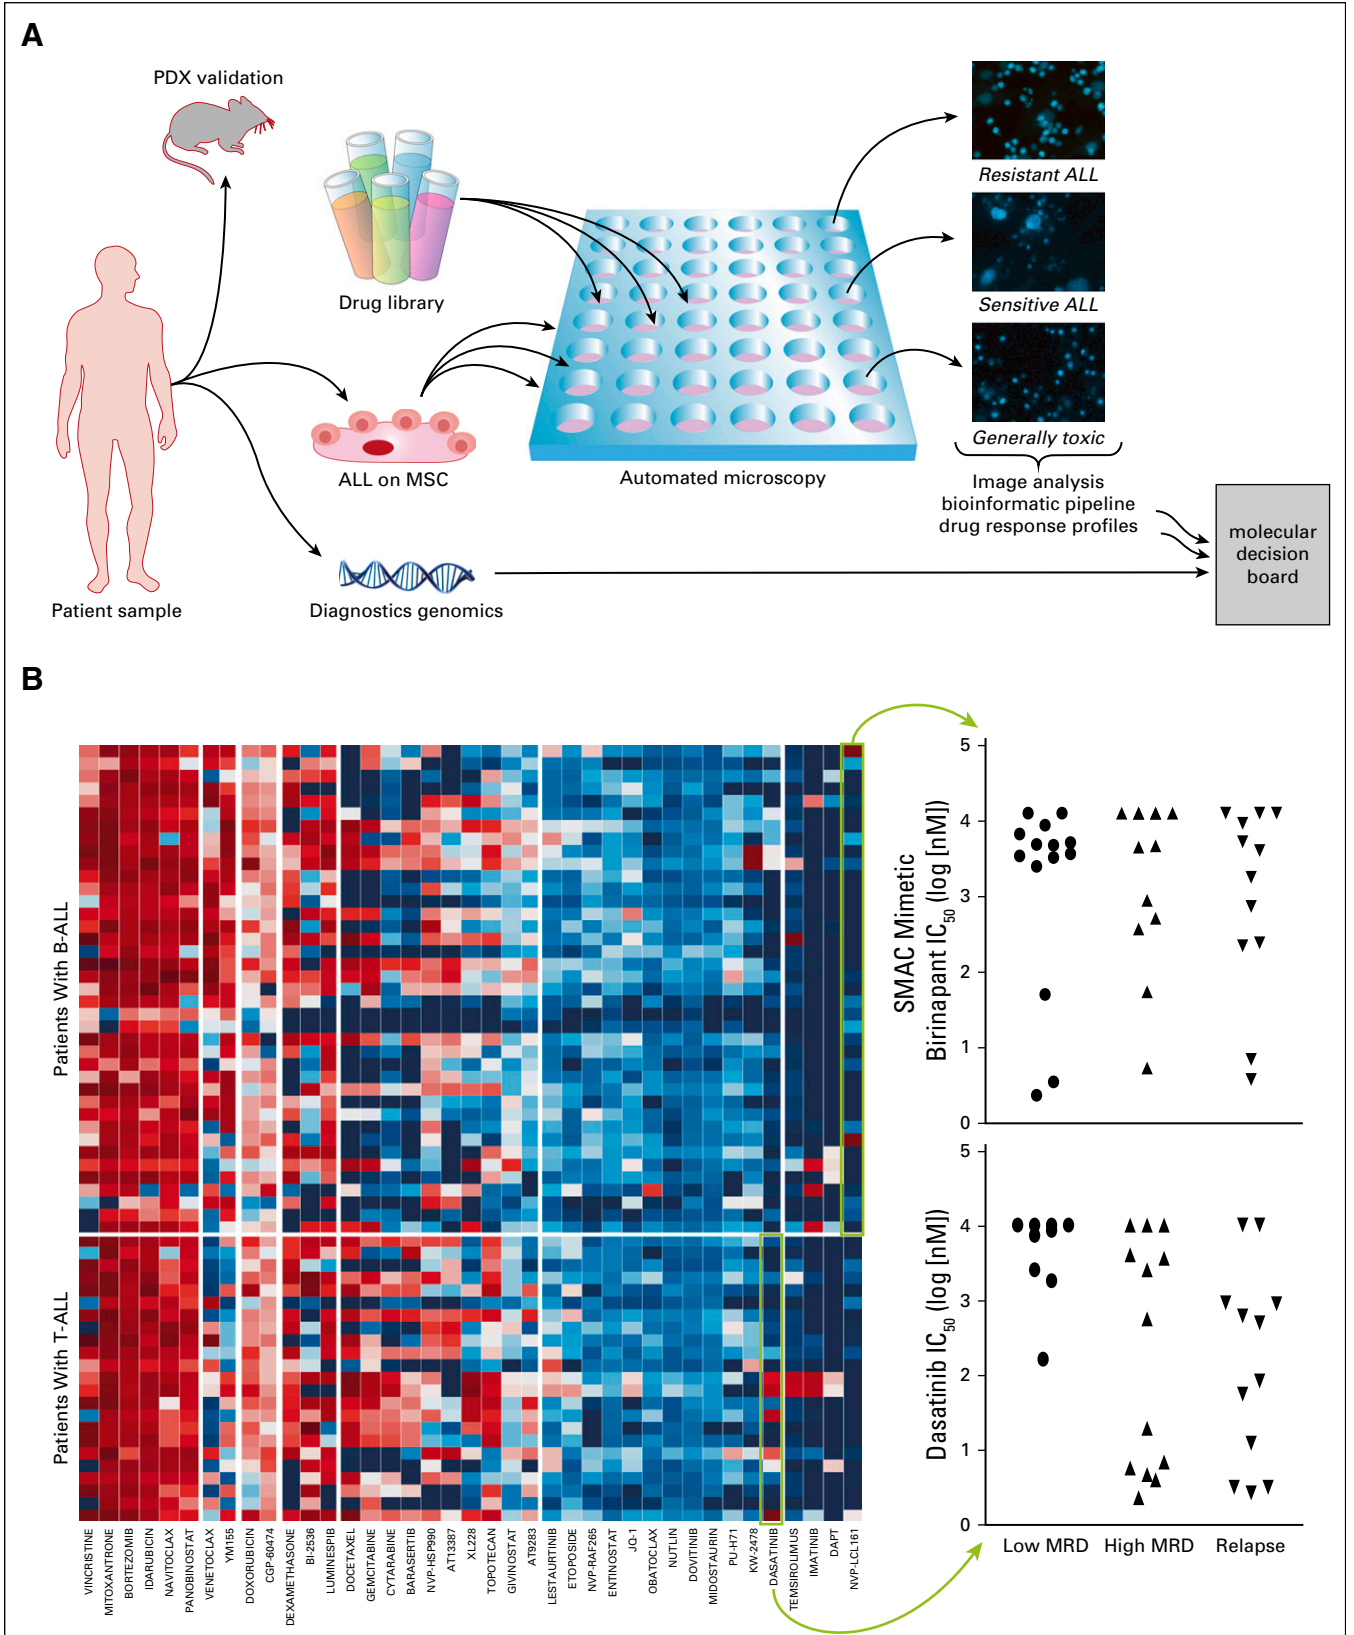 A
PDX validation
Drug library
Resistant ALL
Sensitive ALL
Generally toxic
ALL on MSC
Automated microscopy
Image analysis
bioinformatic pipeline
drug response profiles
molecular
decision
board
Patient sample
Diagnostics genomics
B
Patients With B-ALL
Patients With T-ALL
VINCRISTINE
MITOXANTRONE
BORTEZOMIB
IDARUBICIN
NAVITOCLAX
PANOBINOSTAT
VENETOCLAX
YM155
DOXORUBICIN
CGP-60474
DEXAMETHASONE
BI-2536
LUMINESPIB
DOCETAXEL
GEMCITABINE
CYTARABINE
BARASERTIB
NVP-HSP990
AT13387
XL228
TOPOTECAN
GIVINOSTAT
AT9283
LESTAURTINIB
ETOPOSIDE
NVP-RAF265
ENTINOSTAT
JQ-1
OBATOCLAX
NUTLIN
DOVITINIB
MIDOSTAURIN
PU-H71
KW-2478
DASATINIB
TEMSIROLIMUS
IMATINIB
DAPT
NVP-LCL161
SMAC Mimetic
Birinapant IC50 (log [nM])
5
4
3
2
1
0
Dasatinib IC50 (log [nM])
5
4
3
2
1
0
Low MRD
High MRD
Relapse